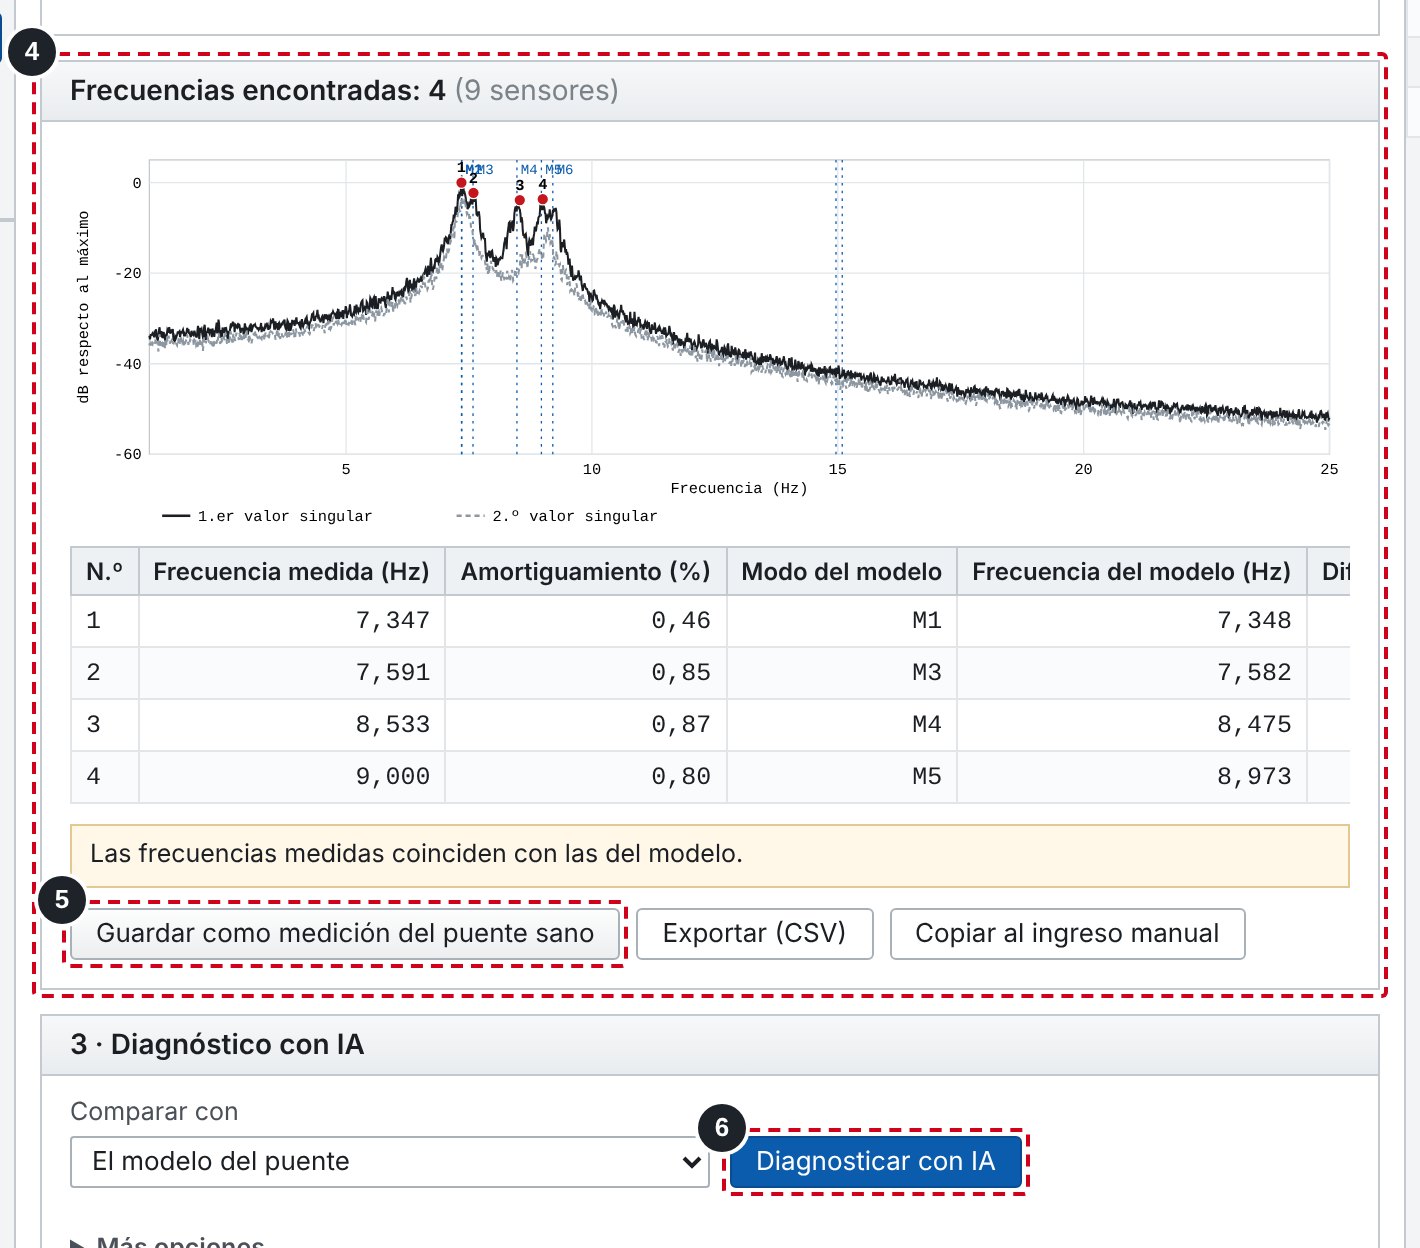 4
Frecuencias encontradas: 4 (9 sensores)
1 M3 M4 M6
2 3 4
0
-20
-40
-60
dB respecto al máximo
5 10 15 20 25
Frecuencia (Hz)
1.er valor singular 2.º valor singular
N.º Frecuencia medida (Hz) Amortiguamiento (%) Modo del modelo Frecuencia del modelo (Hz) Dif
1 7,347 0,46 M1 7,348
2 7,591 0,85 M3 7,582
3 8,533 0,87 M4 8,475
4 9,000 0,80 M5 8,973
Las frecuencias medidas coinciden con las del modelo.
5
Guardar como medición del puente sano Exportar (CSV) Copiar al ingreso manual
3 · Diagnóstico con IA
Comparar con
6
El modelo del puente Diagnosticar con IA
Más opciones